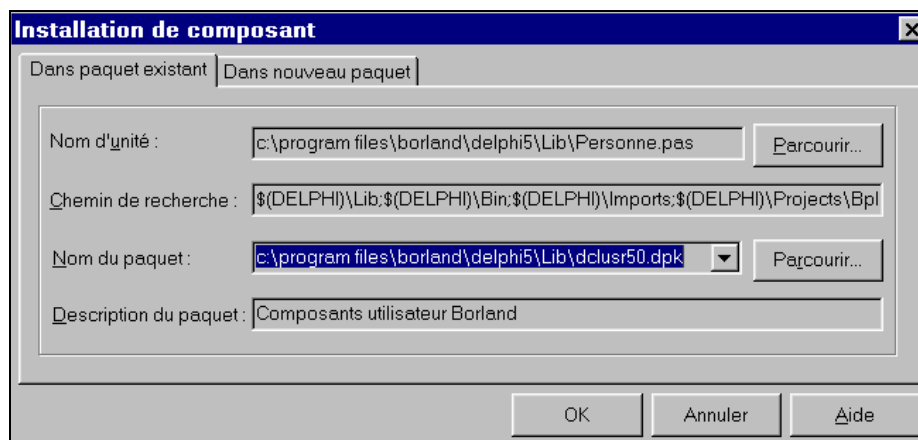 Installation de composant
Dans paquet existant Dans nouveau paquet
Nom d'unité : c:\program files\borland\delphi5\Lib\Personne.pas Parcourir...
Chemin de recherche : $(DELPHI)\Lib;$(DELPHI)\Bin;$(DELPHI)\Imports;$(DELPHI)\Projects\Bpl
Nom du paquet : c:\program files\borland\delphi5\Lib\dclusr50.dpk Parcourir...
Description du paquet : Composants utilisateur Borland
OK Annuler Aide